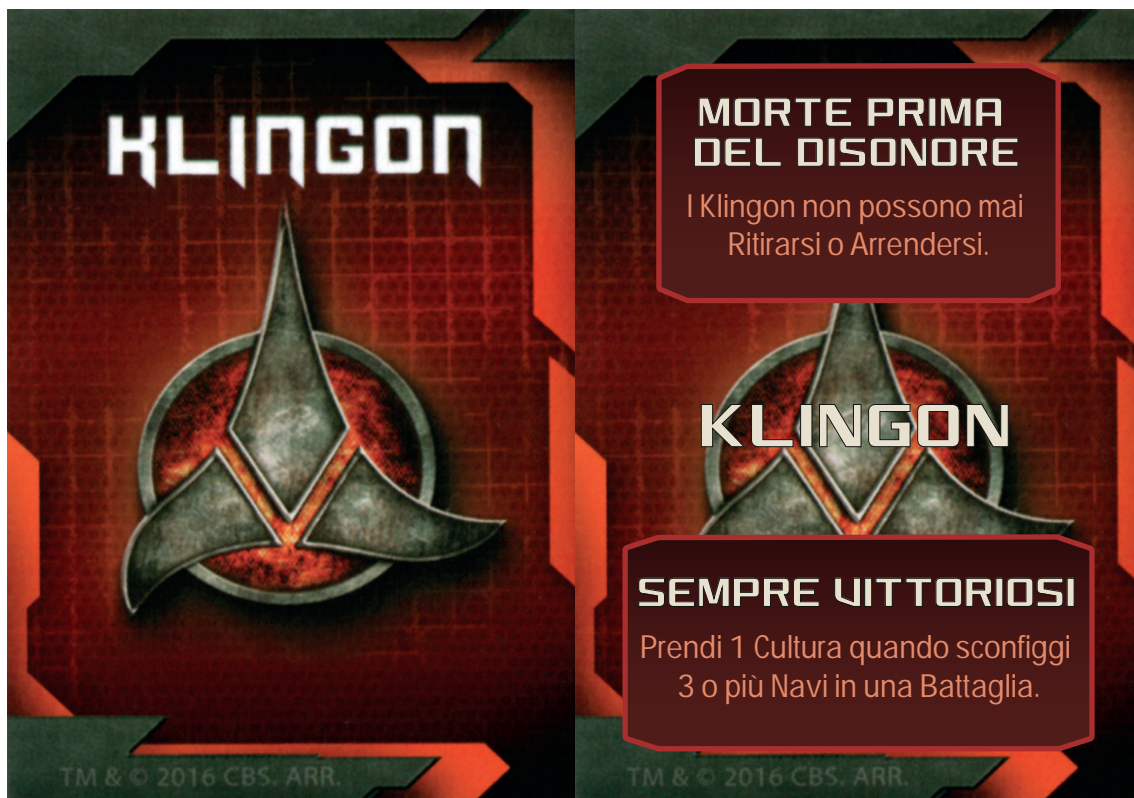 KLINGON
TM & © 2016 CBS. ARR.
MORTE PRIMA
DEL DISONORE
I Klingon non possono mai
Ritirarsi o Arrendersi.
KLINGON
SEMPRE VITTORIOSI
Prendi 1 Cultura quando sconfiggi
3 o più Navi in una Battaglia.
TM & © 2016 CBS. ARR.